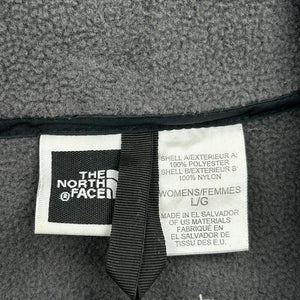 THE
NORTH
®FACE
SHELL A/EXTERIEUR A:
100% POLYESTER
SHELL S/EXTERIEUR S:
100% NYLON
WOMENS/FEMMES
L/G
MADE IN EL SALVADOR
OF US MATERIALS
FABRIQUÉ EN
EL SALVADOR DE
TISSU DES E.U.